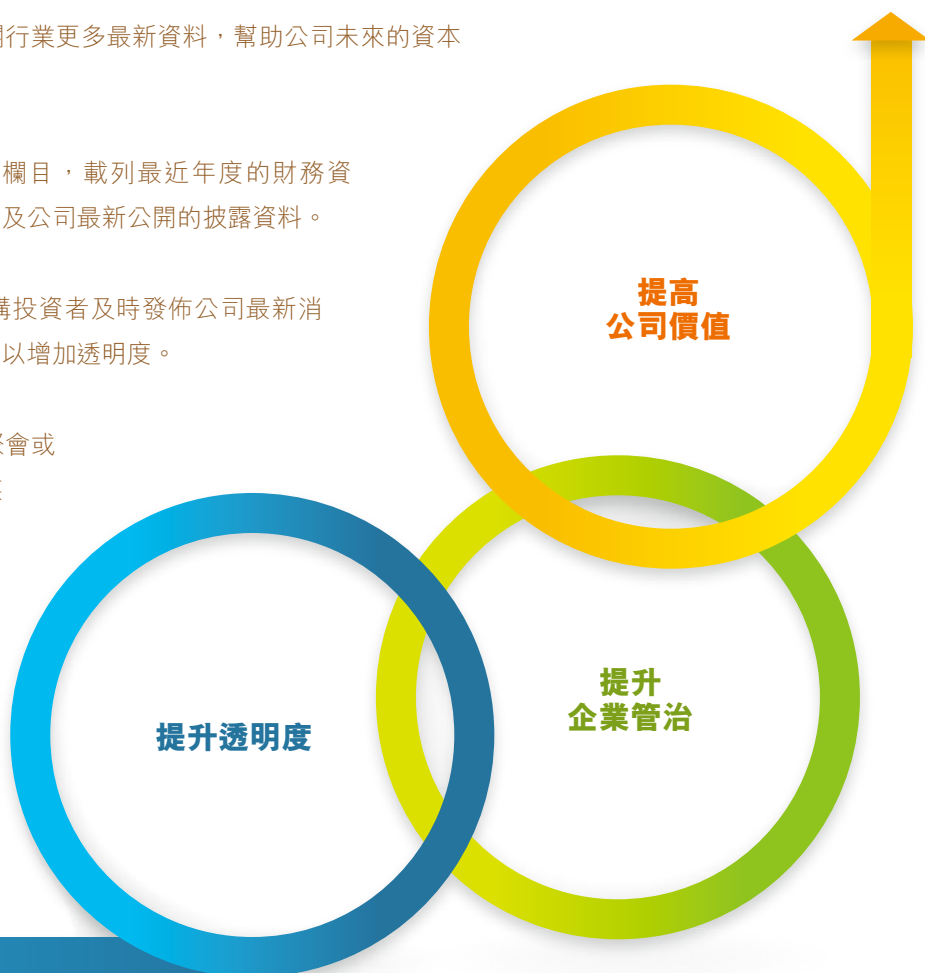 行業更多最新資料，幫助公司未來的資本
欄目，載列最近年度的財務資
及公司最新公開的披露資料。
構投資者及時發佈公司最新消
以增加透明度。
會或
提高
公司價值
提升
企業管治
提升透明度